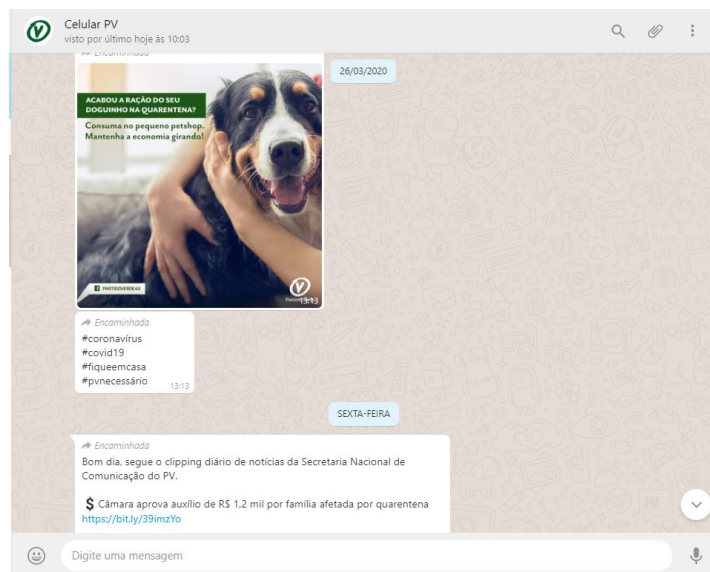 Celular PV
visto por último hoje às 10:03
Encaminhada
26/03/2020
ACABOU A RAÇÃO DO SEU
DOGUINHO NA QUARENTENA?
Consuma no pequeno petshop.
Mantenha a economia girando!
PARTIDOVERDE43
13:13
Encaminhada
#coronavírus
#covid19
#fiqueemcasa
#pvnecessário
13:13
SEXTA-FEIRA
Encaminhada
Bom dia, segue o clipping diário de notícias da Secretaria Nacional de
Comunicação do PV.
$ Câmara aprova auxílio de R$ 1,2 mil por família afetada por quarentena
https://bit.ly/39imzYo
Digite uma mensagem